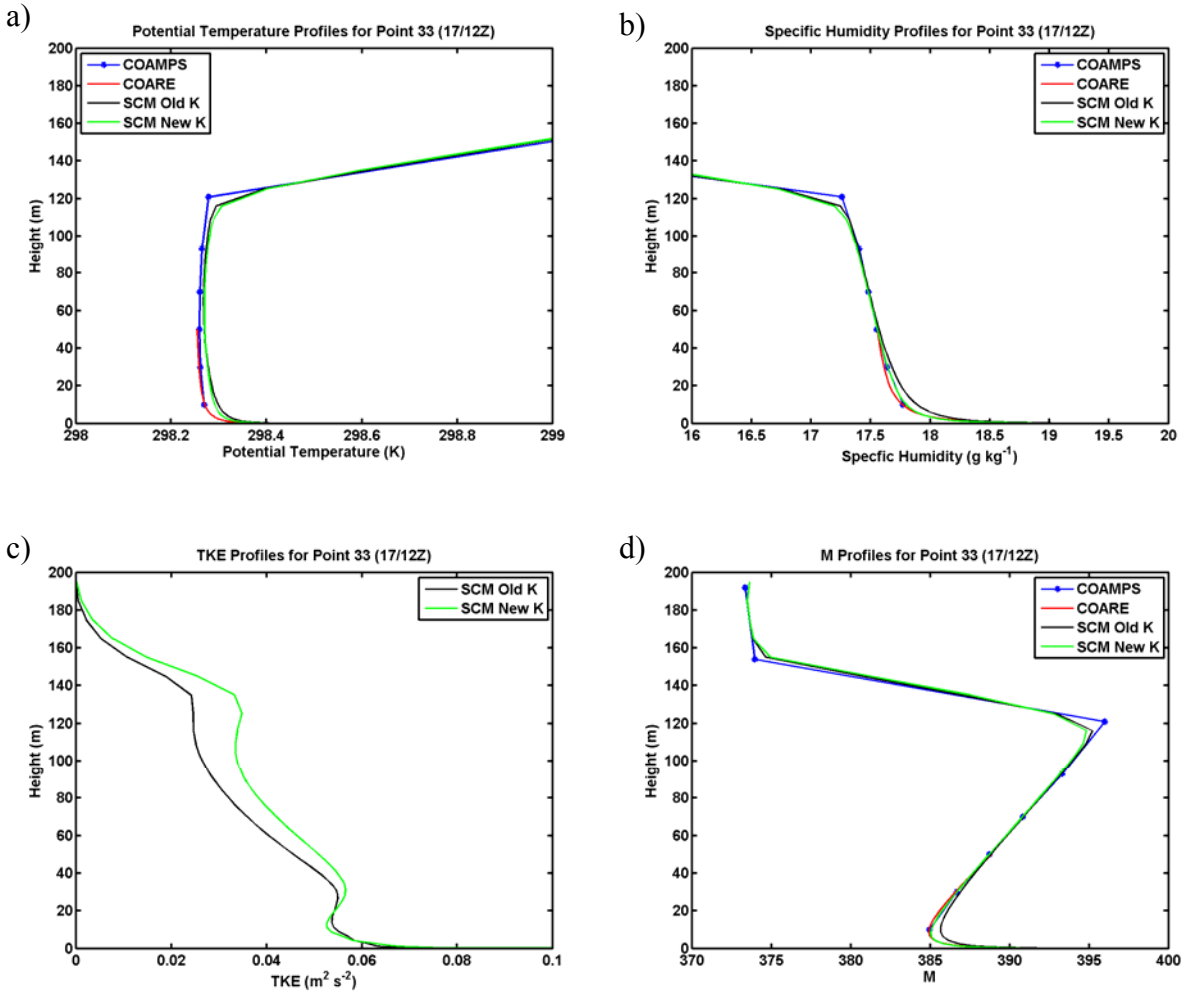 a)
Potential Temperature Profiles for Point 33 (17/12Z)
200
180
160
140
120
100
80
60
40
20
0
Height (m)
COAMPS
COARE
SCM Old K
SCM New K
298
298.2
298.4
298.6
298.8
299
Potential Temperature (K)
b)
Specific Humidity Profiles for Point 33 (17/12Z)
200
180
160
140
120
100
80
60
40
20
0
Height (m)
COAMPS
COARE
SCM Old K
SCM New K
16
16.5
17
17.5
18
18.5
19
19.5
20
Specfic Humidity (g kg-1)
c)
TKE Profiles for Point 33 (17/12Z)
200
180
160
140
120
100
80
60
40
20
0
Height (m)
SCM Old K
SCM New K
0
0.02
0.04
0.06
0.08
0.1
TKE (m2 s-2)
d)
M Profiles for Point 33 (17/12Z)
200
180
160
140
120
100
80
60
40
20
0
Height (m)
COAMPS
COARE
SCM Old K
SCM New K
370
375
380
385
390
395
400
M